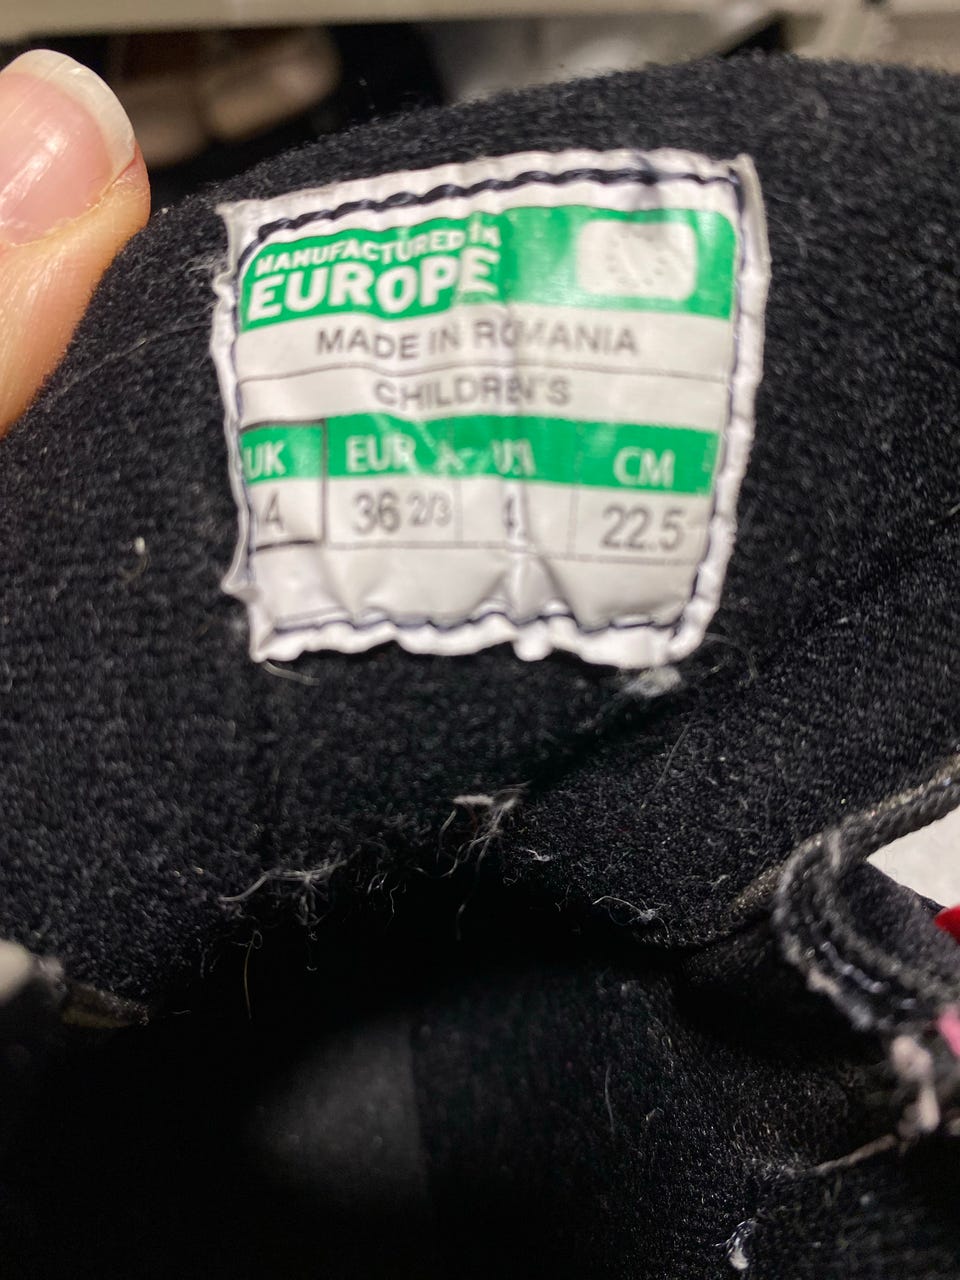 MANUFACTURED IN
EUROPE
MADE IN ROMANIA
CHILDREN'S
UK EUR CM
4 36 2/3 22.5